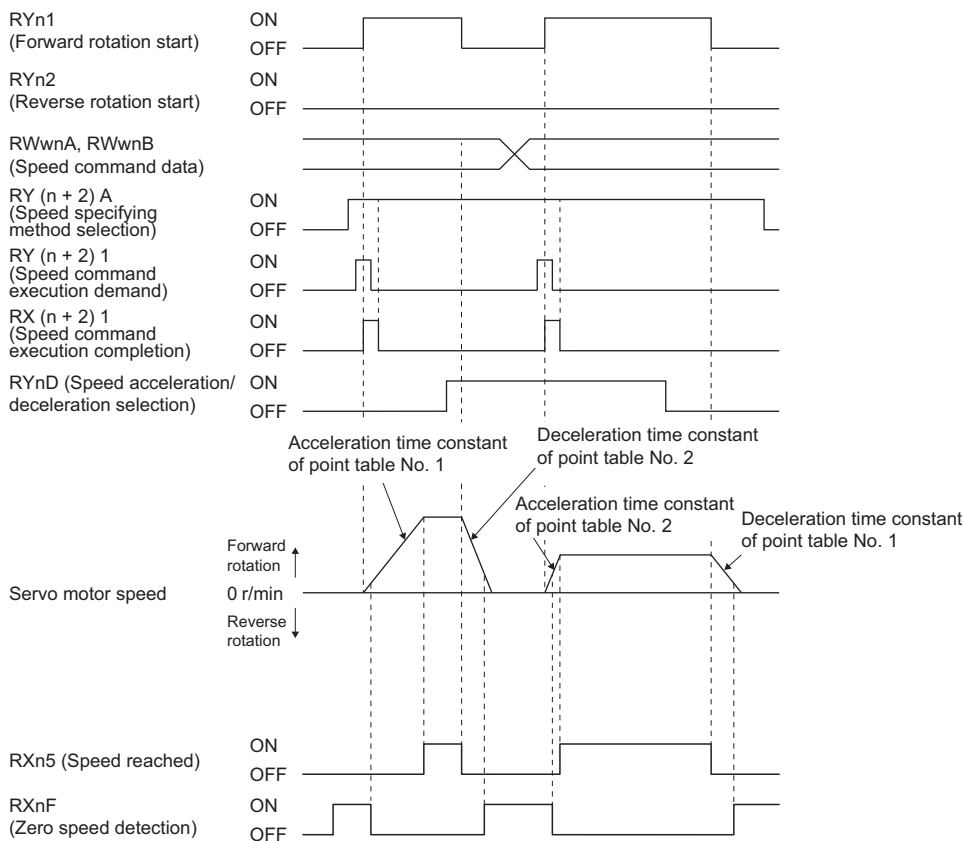 RYn1
(Forward rotation start)
ON
OFF
RYn2
(Reverse rotation start)
ON
OFF
RWwnA, RWwnB
(Speed command data)
RY (n + 2) A
(Speed specifying
method selection)
ON
OFF
RY (n + 2) 1
(Speed command
execution demand)
ON
OFF
RX (n + 2) 1
(Speed command
execution completion)
ON
OFF
RYnD (Speed acceleration/
deceleration selection)
ON
OFF
Acceleration time constant
of point table No. 1
Deceleration time constant
of point table No. 2
Acceleration time constant
of point table No. 2
Deceleration time constant
of point table No. 1
Servo motor speed
Forward
rotation
0 r/min
Reverse
rotation
RXn5 (Speed reached)
ON
OFF
RXnF
(Zero speed detection)
ON
OFF